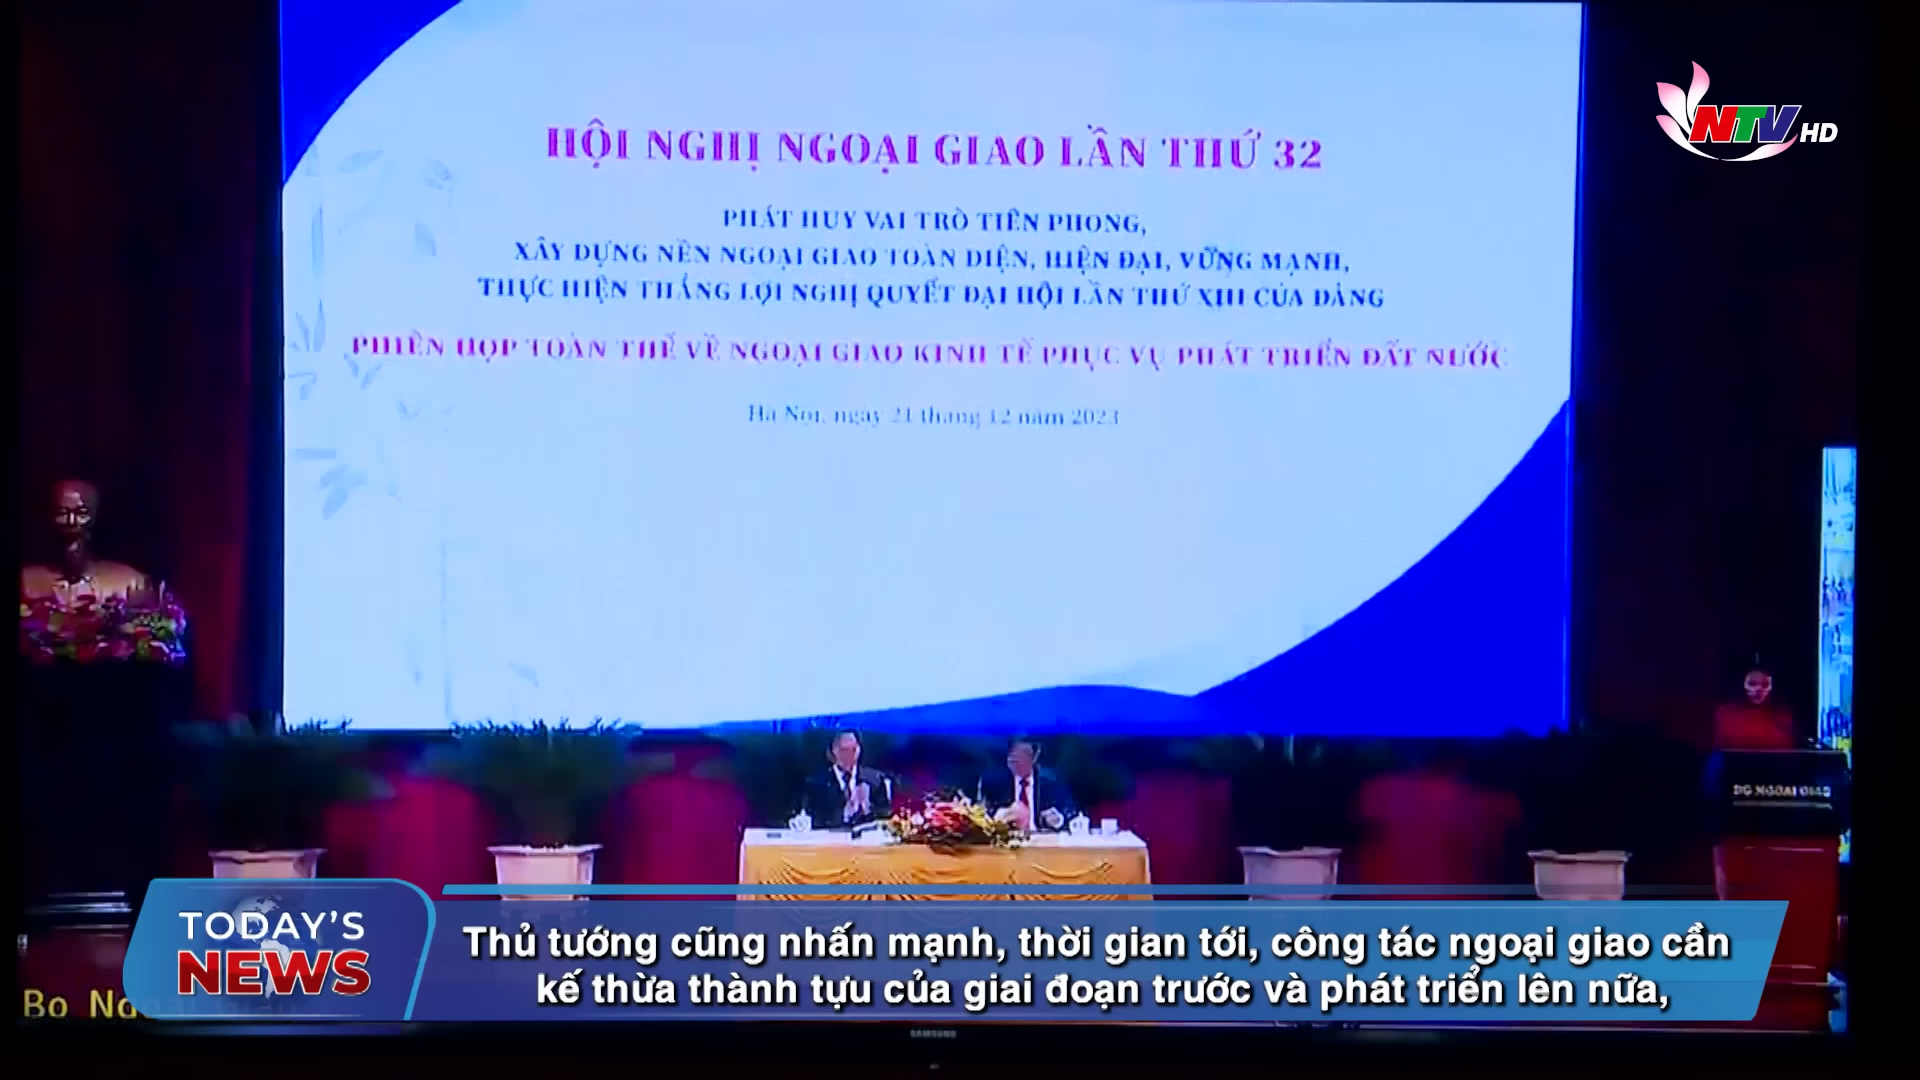 NTV HD
HỘI NGHỊ NGOẠI GIAO LẦN THỨ 32
PHÁT HUY VAI TRÒ TIÊN PHONG,
XÂY DỰNG NỀN NGOẠI GIAO TOÀN DIỆN, HIỆN ĐẠI, VỮNG MẠNH,
THỰC HIỆN THẮNG LỢI NGHỊ QUYẾT ĐẠI HỘI LẦN THỨ XIII CỦA ĐẢNG
PHIÊN HỌP TOÀN THỂ VỀ NGOẠI GIAO KINH TẾ PHỤC VỤ PHÁT TRIỂN ĐẤT NƯỚC
Hà Nội, ngày 21 tháng 12 năm 2023
NGOẠI GIAO
TODAY'S
NEWS
Thủ tướng cũng nhấn mạnh, thời gian tới, công tác ngoại giao cần
kế thừa thành tựu của giai đoạn trước và phát triển lên nữa,
Bo
SAMSUNG